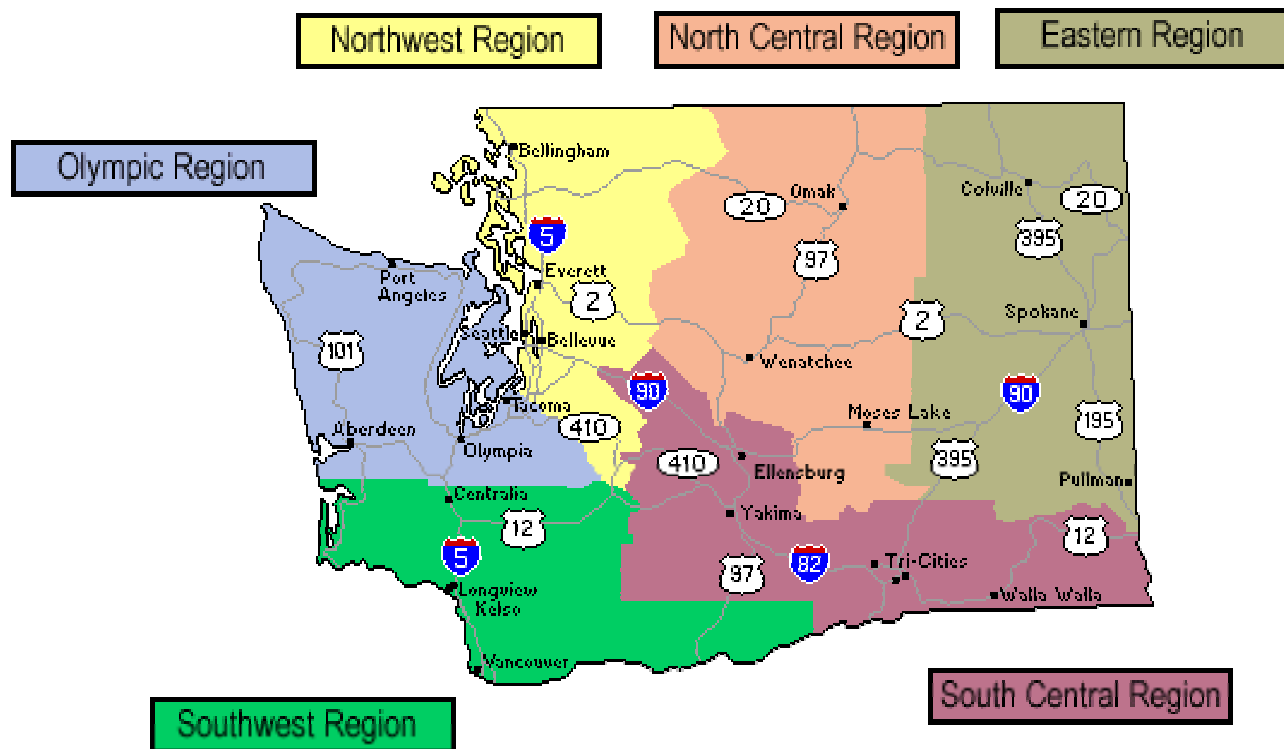 Northwest Region
North Central Region
Eastern Region
Olympic Region
Bellingham
Omak
20
Colville
20
5
395
97
Port
Angeles
Everett
2
2
Spokane
101
Seattle
Bellevue
Wenatchee
90
90
Tacoma
Moses Lake
195
Aberdeen
410
Olympia
410
Ellensburg
395
Pullman
Centralia
12
Yakima
12
5
97
82
Tri-Cities
Longview
Kelso
Walla Walla
Vancouver
South Central Region
Southwest Region